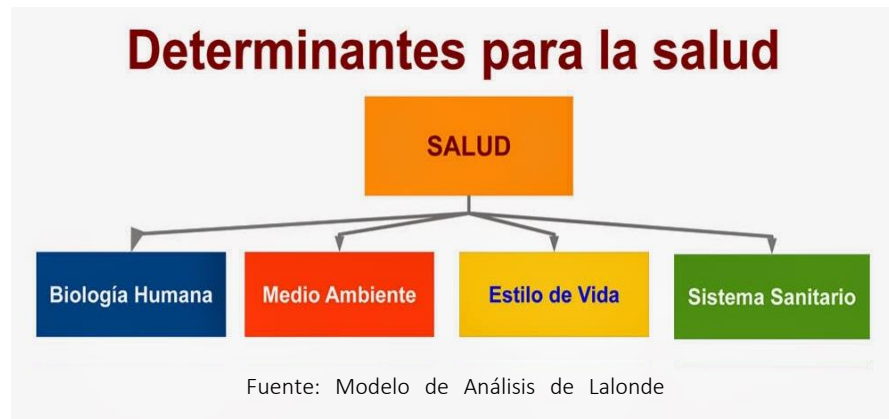 Determinantes para la salud
SALUD
Biología Humana
Medio Ambiente
Estilo de Vida
Sistema Sanitario
Fuente: Modelo de Análisis de Lalonde